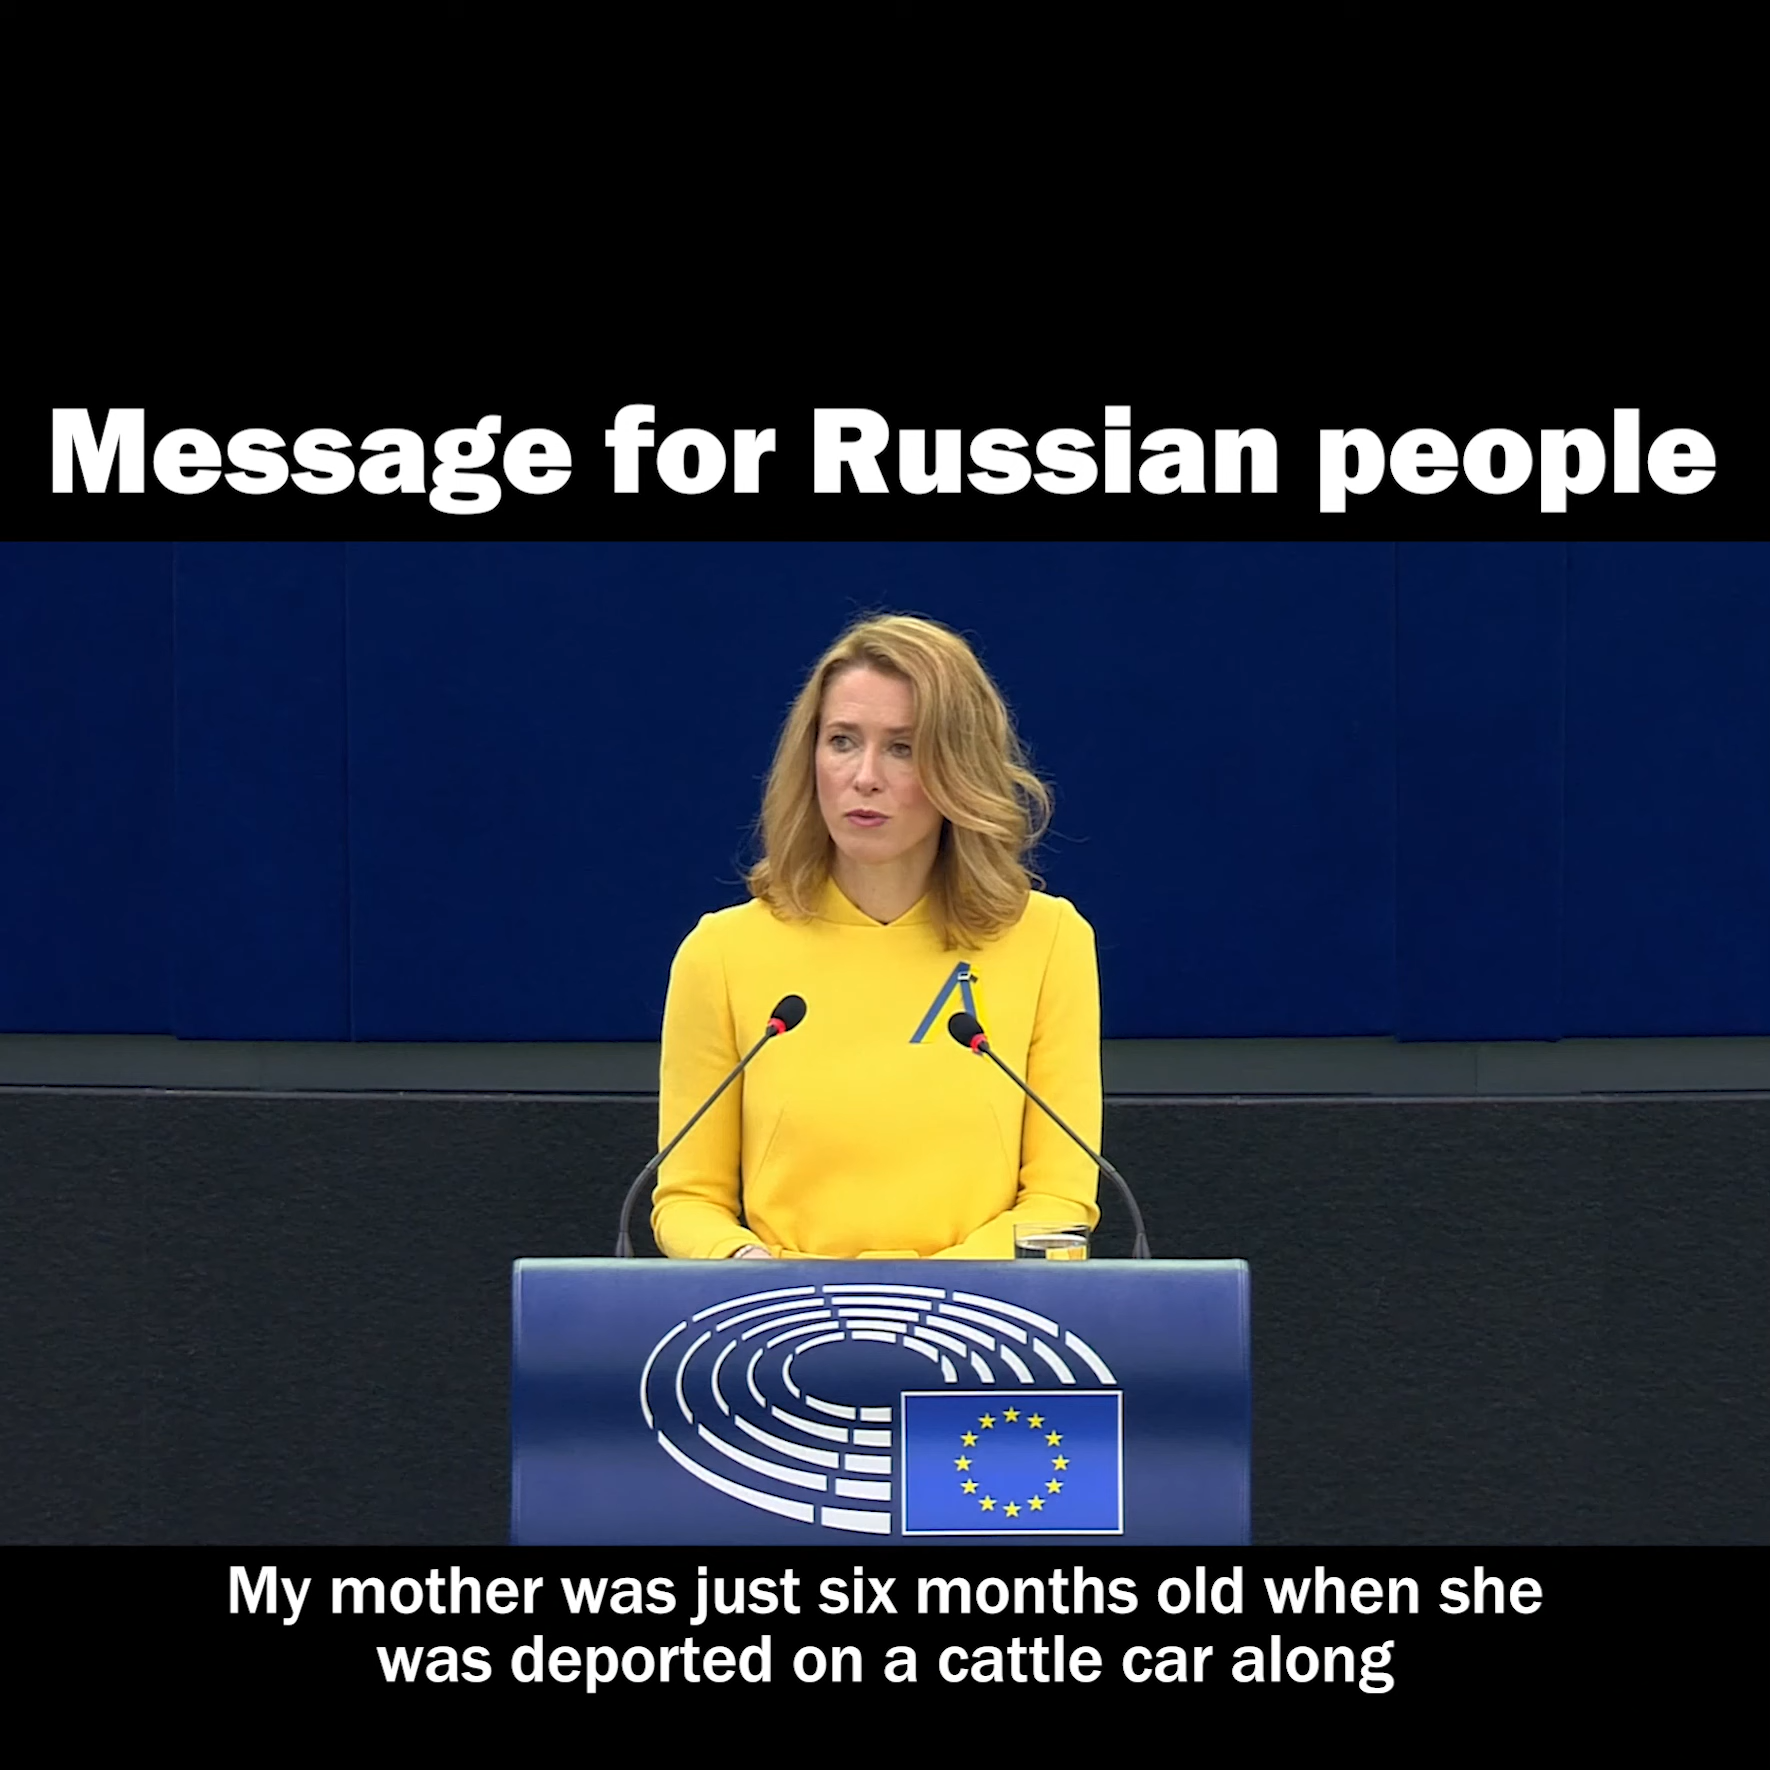 Message for Russian people
My mother was just six months old when she
was deported on a cattle car along